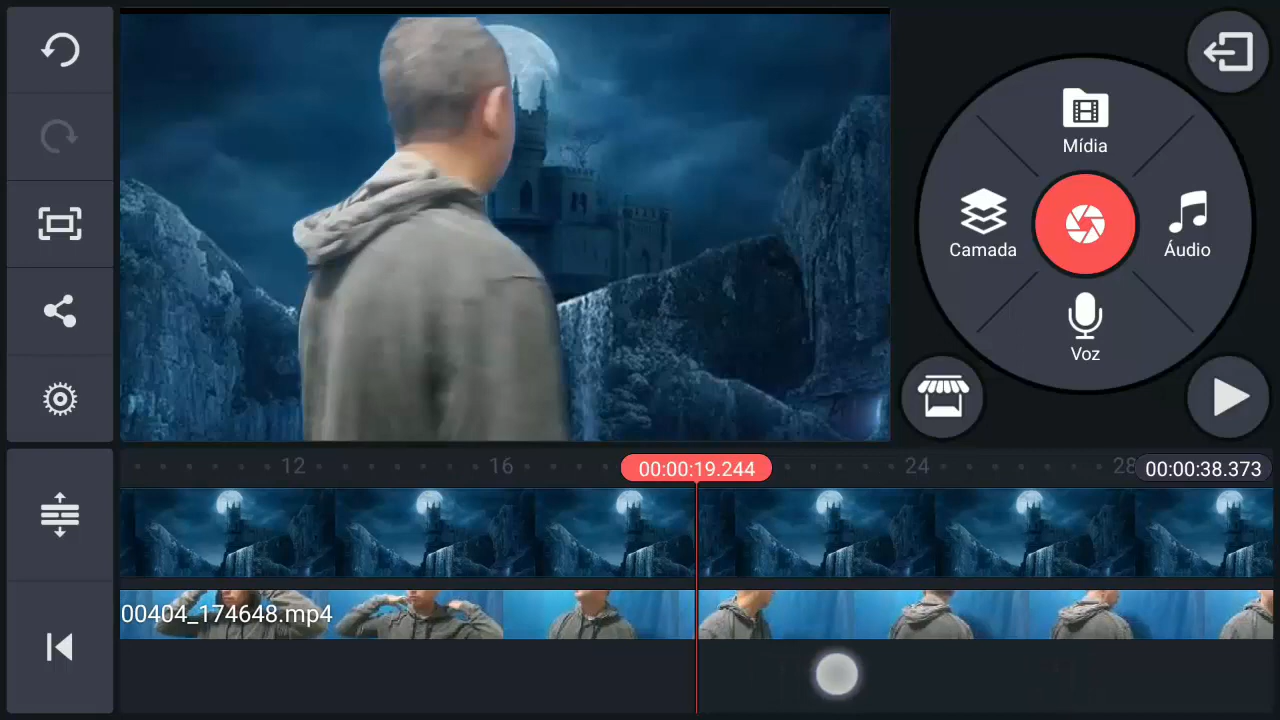 Mídia
Camada
Áudio
Voz
12
16
00:00:19.244
24
28
00:00:38.373
00404_174648.mp4